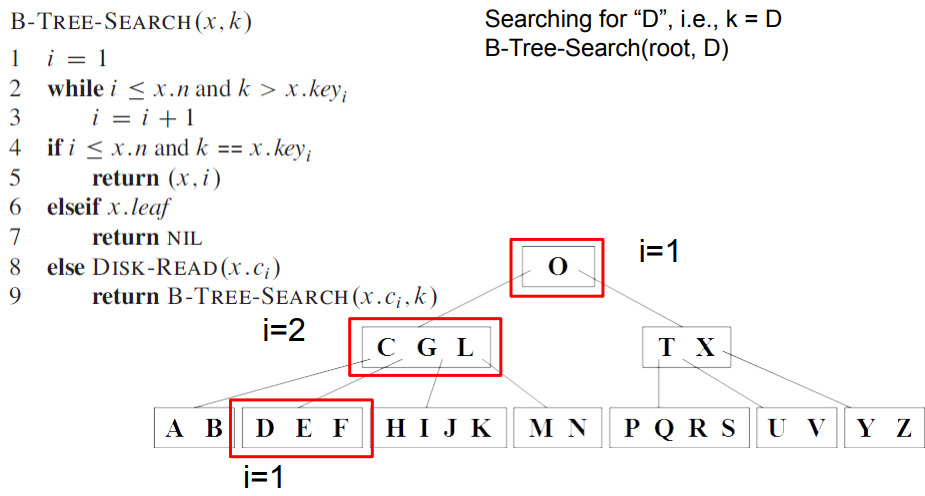 B-TREE-SEARCH(x, k)
1 i = 1
2 while i ≤ x.n and k > x.key_i
3 i = i + 1
4 if i ≤ x.n and k == x.key_i
5 return (x, i)
6 elseif x.leaf
7 return NIL
8 else DISK-READ(x.c_i)
9 return B-TREE-SEARCH(x.c_i, k)
Searching for “D”, i.e., k = D
B-Tree-Search(root, D)
O
i=1
i=2
C G L
T X
A B
D E F
H I J K
M N
P Q R S
U V
Y Z
i=1